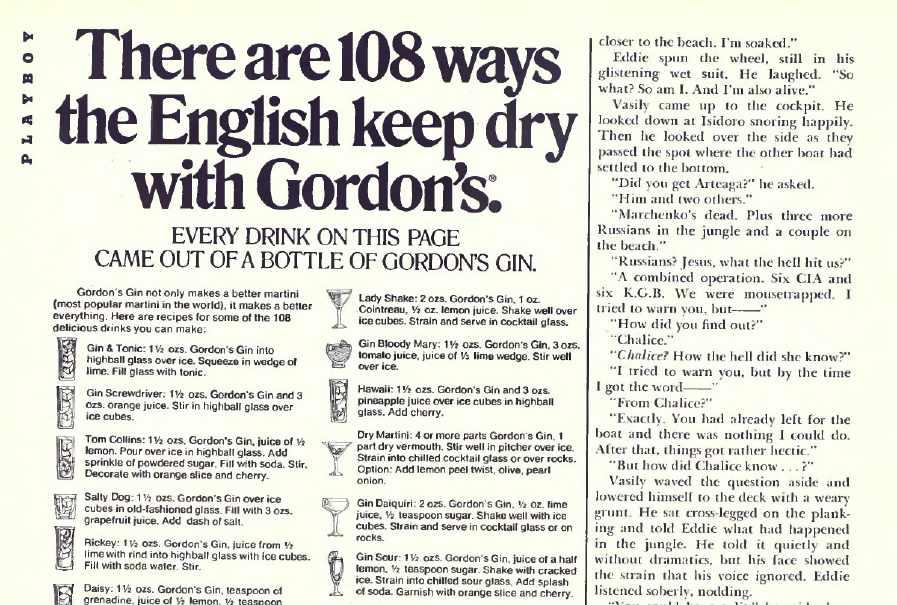 PLAYBOY
There are 108 ways
the English keep dry
with Gordon's.®
EVERY DRINK ON THIS PAGE
CAME OUT OF A BOTTLE OF GORDON'S GIN.
Gordon's Gin not only makes a better martini
(most popular martini in the world), it makes a better
everything. Here are recipes for some of the 108
delicious drinks you can make:
Gin & Tonic: 1½ ozs. Gordon's Gin into
highball glass over ice. Squeeze in wedge of
lime. Fill glass with tonic.
Gin Screwdriver: 1½ ozs. Gordon's Gin and 3
ozs. orange juice. Stir in highball glass over
ice cubes.
Tom Collins: 1½ ozs. Gordon's Gin, juice of ½
lemon. Pour over ice in highball glass. Add
sprinkle of powdered sugar. Fill with soda. Stir.
Decorate with orange slice and cherry.
Salty Dog: 1½ ozs. Gordon's Gin over ice
cubes in old-fashioned glass. Fill with 3 ozs.
grapefruit juice. Add dash of salt.
Rickey: 1½ ozs. Gordon's Gin, juice from ½
lime with rind into highball glass with ice cubes.
Fill with soda water. Stir.
Daisy: 1½ ozs. Gordon's Gin, teaspoon of
grenadine, juice of ½ lemon, ½ teaspoon
Lady Shake: 2 ozs. Gordon's Gin, 1 oz.
Cointreau, ½ oz. lemon juice. Shake well over
ice cubes. Strain and serve in cocktail glass.
Gin Bloody Mary: 1½ ozs. Gordon's Gin, 3 ozs.
tomato juice, juice of ½ lime wedge. Stir well
over ice.
Hawaii: 1½ ozs. Gordon's Gin and 3 ozs.
pineapple juice over ice cubes in highball
glass. Add cherry.
Dry Martini: 4 or more parts Gordon's Gin, 1
part dry vermouth. Stir well in pitcher over ice.
Strain into chilled cocktail glass or over rocks.
Option: Add lemon peel twist, olive, pearl
onion.
Gin Daiquiri: 2 ozs. Gordon's Gin, ½ oz. lime
juice, ½ teaspoon sugar. Shake well with ice
cubes. Strain and serve in cocktail glass or on
rocks.
Gin Sour: 1½ ozs. Gordon's Gin, juice of a half
lemon, ½ teaspoon sugar. Shake with cracked
ice. Strain into chilled sour glass. Add splash
of soda. Garnish with orange slice and cherry.
closer to the beach. I'm soaked."
Eddie spun the wheel, still in his
glistening wet suit. He laughed. "So
what? So am I. And I'm also alive."
Vasily came up to the cockpit. He
looked down at Isidoro snoring happily.
Then he looked over the side as they
passed the spot where the other boat had
settled to the bottom.
"Did you get Arteaga?" he asked.
"Him and two others."
"Marchenko's dead. Plus three more
Russians in the jungle and a couple on
the beach."
"Russians? Jesus, what the hell hit us?"
"A combined operation. Six CIA and
six K.G.B. We were mousetrapped. I
tried to warn you, but——"
"How did you find out?"
"Chalice."
"Chalice? How the hell did she know?"
"I tried to warn you, but by the time
I got the word——"
"From Chalice?"
"Exactly. You had already left for the
boat and there was nothing I could do.
After that, things got rather hectic."
"But how did Chalice know . . . ?"
Vasily waved the question aside and
lowered himself to the deck with a weary
grunt. He sat cross-legged on the plank-
ing and told Eddie what had happened
in the jungle. He told it quietly and
without dramatics, but his face showed
the strain that his voice ignored. Eddie
listened soberly, nodding.